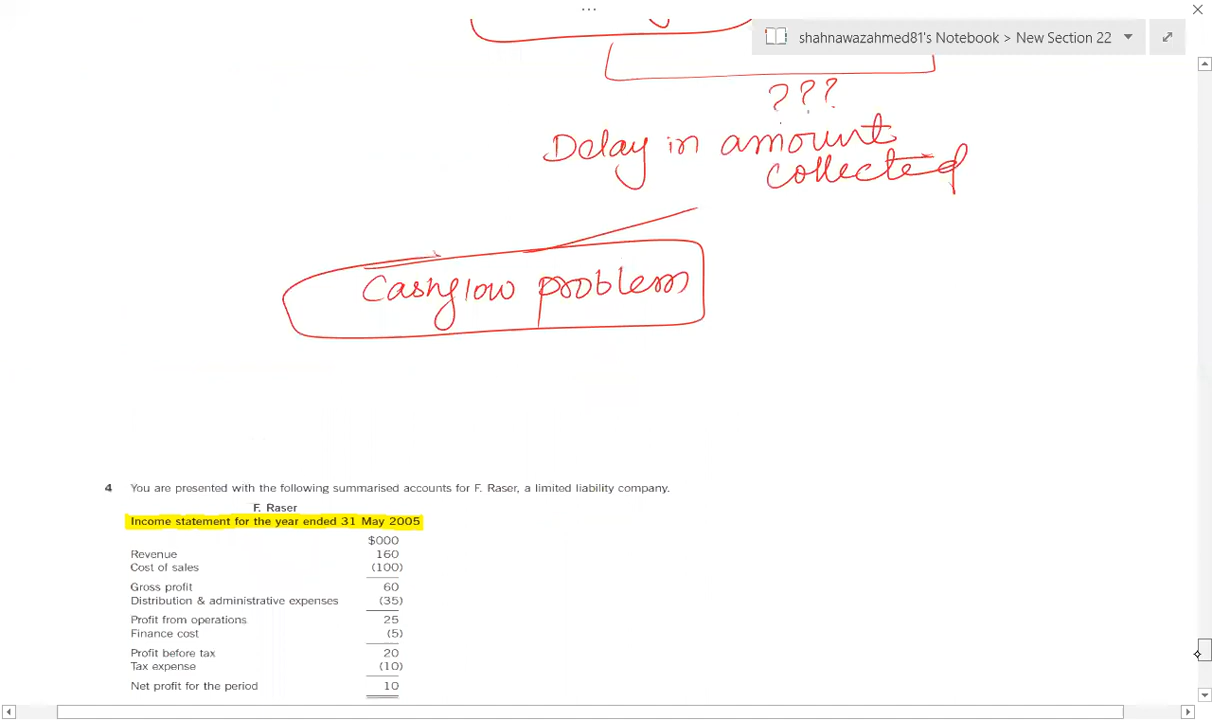 shahnawazahmed81's Notebook > New Section 22
???
Delay in amount
collected
Cashflow problem
4 You are presented with the following summarised accounts for F. Raser, a limited liability company.
F. Raser
Income statement for the year ended 31 May 2005
$000
Revenue 160
Cost of sales (100)
Gross profit 60
Distribution & administrative expenses (35)
Profit from operations 25
Finance cost (5)
Profit before tax 20
Tax expense (10)
Net profit for the period 10